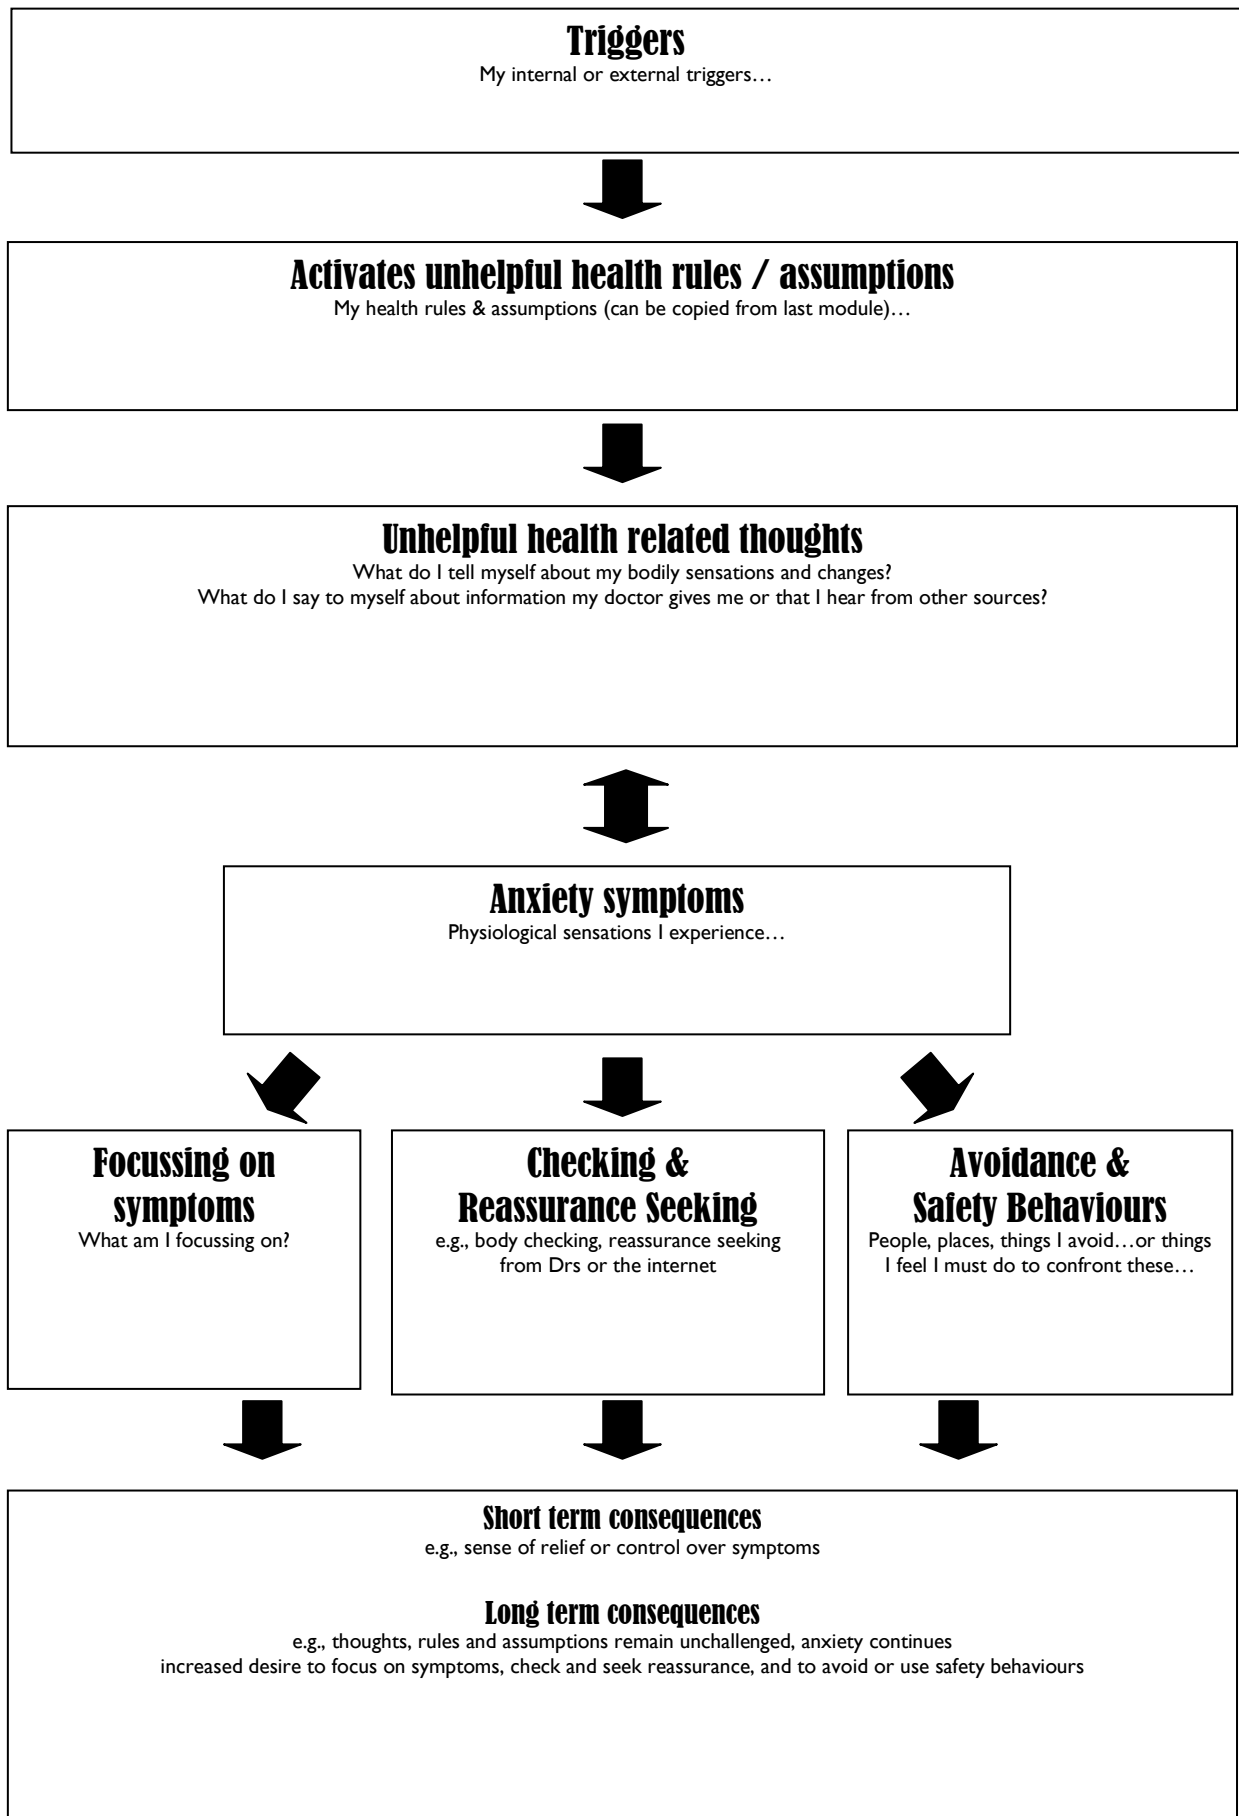 Triggers
My internal or external triggers…
Activates unhelpful health rules / assumptions
My health rules & assumptions (can be copied from last module)…
Unhelpful health related thoughts
What do I tell myself about my bodily sensations and changes?
What do I say to myself about information my doctor gives me or that I hear from other sources?
Anxiety symptoms
Physiological sensations I experience…
Focussing on
symptoms
What am I focussing on?
Checking &
Reassurance Seeking
e.g., body checking, reassurance seeking
from Drs or the internet
Avoidance &
Safety Behaviours
People, places, things I avoid…or things
I feel I must do to confront these…
Short term consequences
e.g., sense of relief or control over symptoms
Long term consequences
e.g., thoughts, rules and assumptions remain unchallenged, anxiety continues
increased desire to focus on symptoms, check and seek reassurance, and to avoid or use safety behaviours